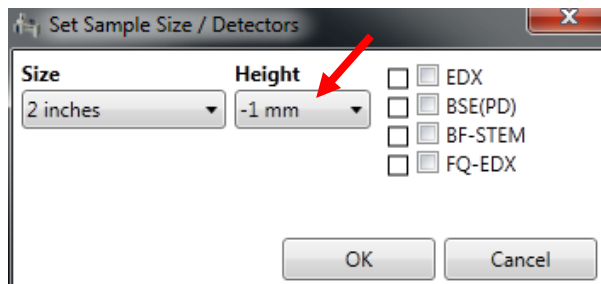 Set Sample Size / Detectors
Size Height
EDX
2 inches -1 mm
BSE(PD)
BF-STEM
FQ-EDX
OK Cancel